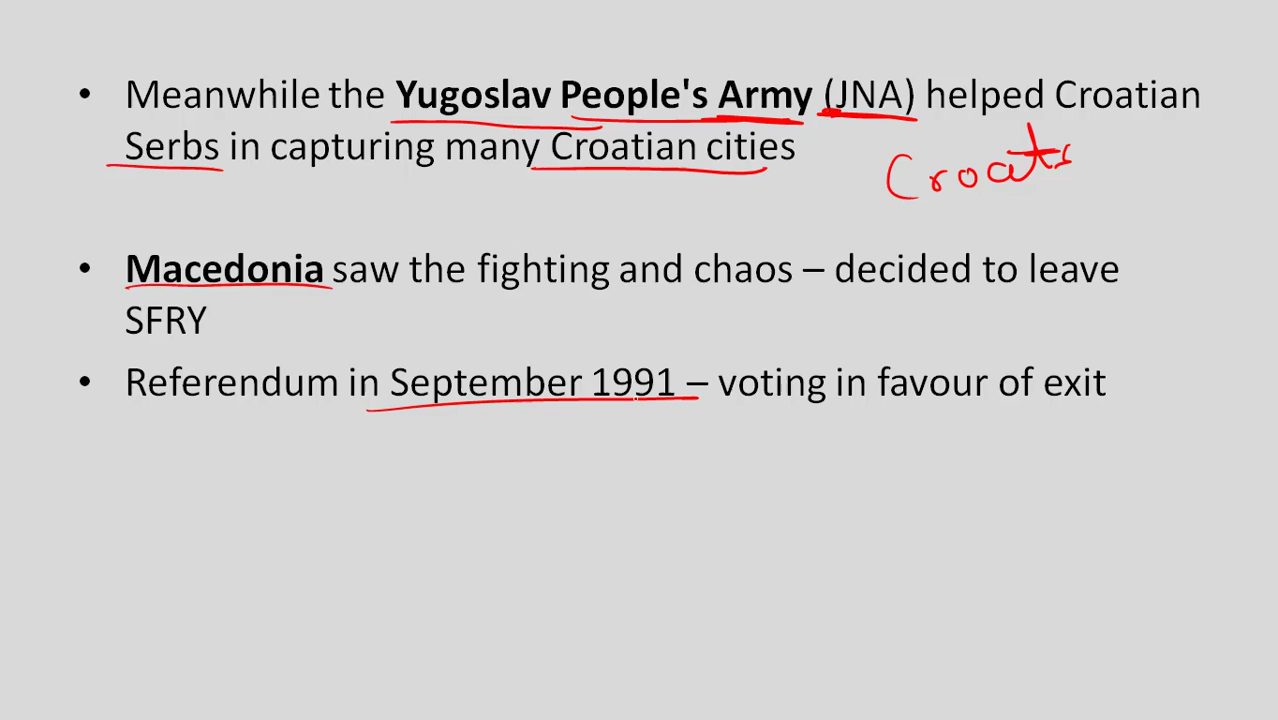 • Meanwhile the Yugoslav People's Army (JNA) helped Croatian
Serbs in capturing many Croatian cities
Croats
• Macedonia saw the fighting and chaos – decided to leave
SFRY
• Referendum in September 1991 – voting in favour of exit